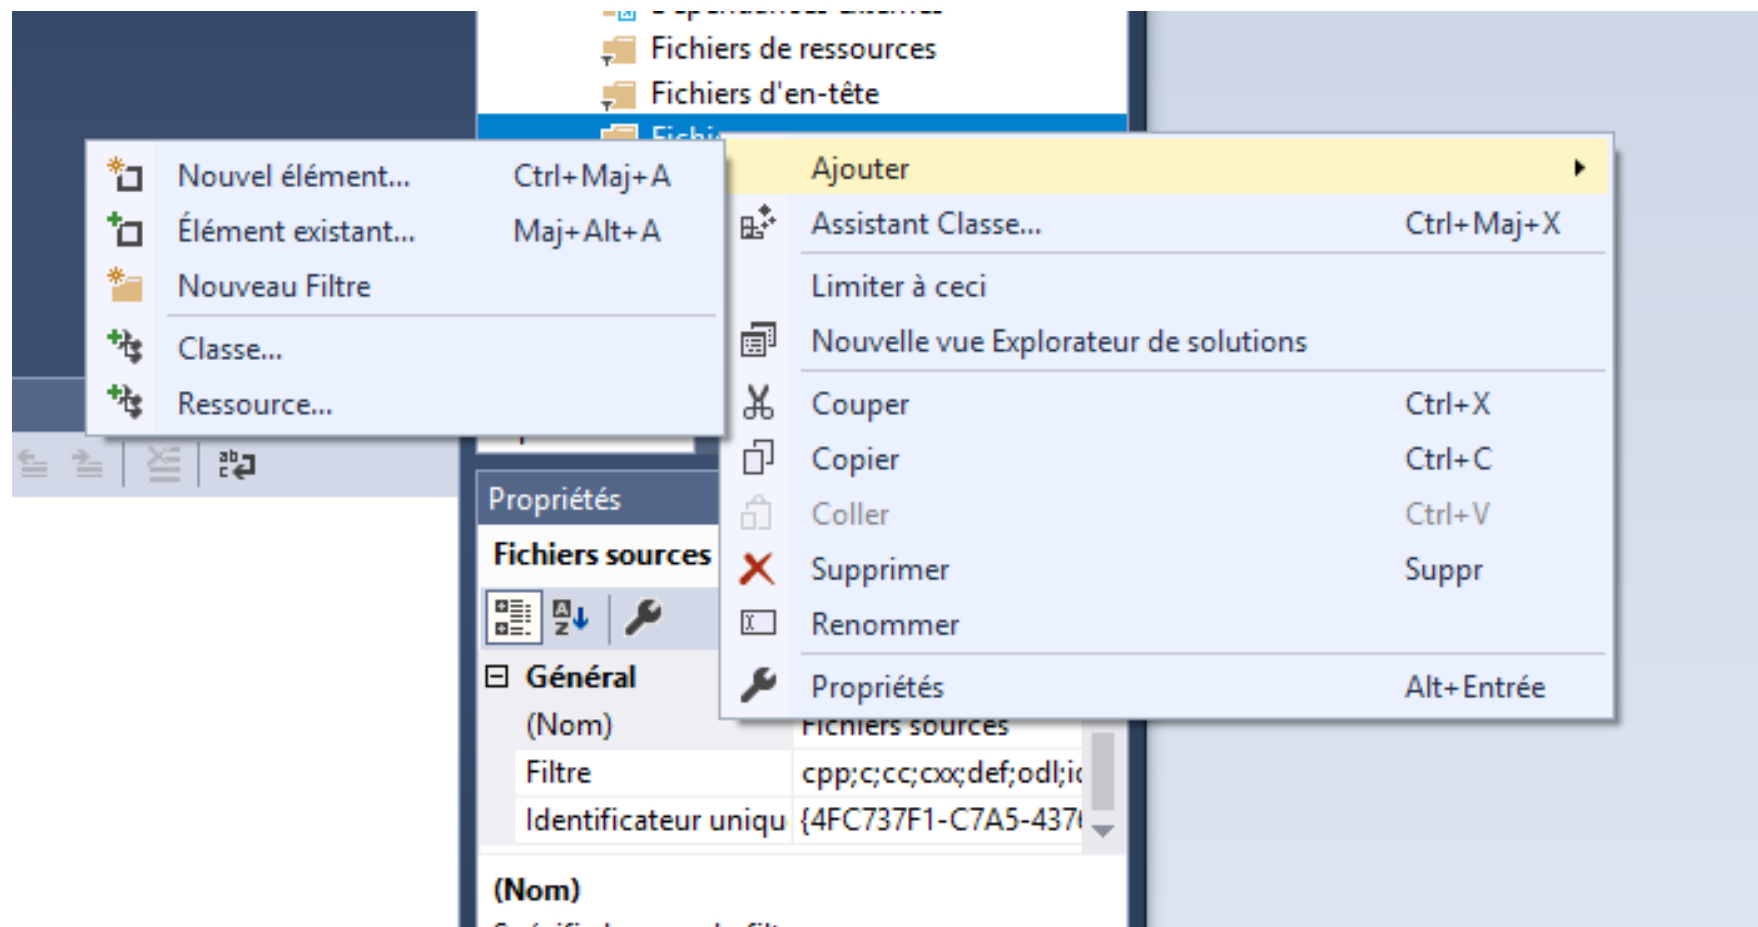 Fichiers de ressources
Fichiers d'en-tête
Ajouter
Nouvel élément... Ctrl+Maj+A
Élément existant... Maj+Alt+A
Nouveau Filtre
Classe...
Ressource...
Assistant Classe... Ctrl+Maj+X
Limiter à ceci
Nouvelle vue Explorateur de solutions
Couper Ctrl+X
Copier Ctrl+C
Coller Ctrl+V
Supprimer Suppr
Renommer
Propriétés Alt+Entrée
Propriétés
Fichiers sources
Général
(Nom) Fichiers sources
Filtre cpp;c;cc;cxx;def;odl;
Identificateur uniqu {4FC737F1-C7A5-437
(Nom)